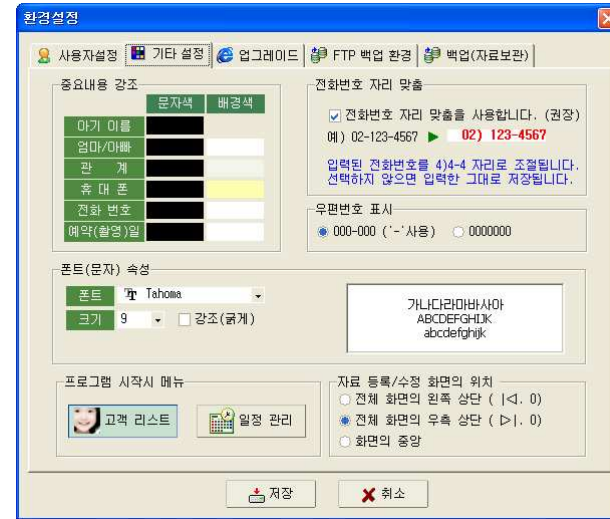 환경설정
사용자설정 기타 설정 업그레이드 FTP 백업 환경 백업(자료보관)
중요내용 강조
문자색 배경색
아기 이름
엄마/아빠
관 계
휴 대 폰
전화 번호
예약(촬영)일
전화번호 자리 맞춤
전화번호 자리 맞춤을 사용합니다. (권장)
예) 02-123-4567 ▶ 02) 123-4567
입력된 전화번호를 4)4-4 자리로 조절됩니다.
선택하지 않으면 입력한 그대로 저장됩니다.
우편번호 표시
000-000 ('-'사용) 0000000
폰트(문자) 속성
폰트 Tahoma
크기 9 강조(굵게)
가나다라마바사아
ABCDEFGHIJK
abcdefghijk
프로그램 시작시 메뉴
고객 리스트 일정 관리
자료 등록/수정 화면의 위치
전체 화면의 왼쪽 상단 ( |◁. 0)
전체 화면의 우측 상단 ( ▷|. 0)
화면의 중앙
저장 취소